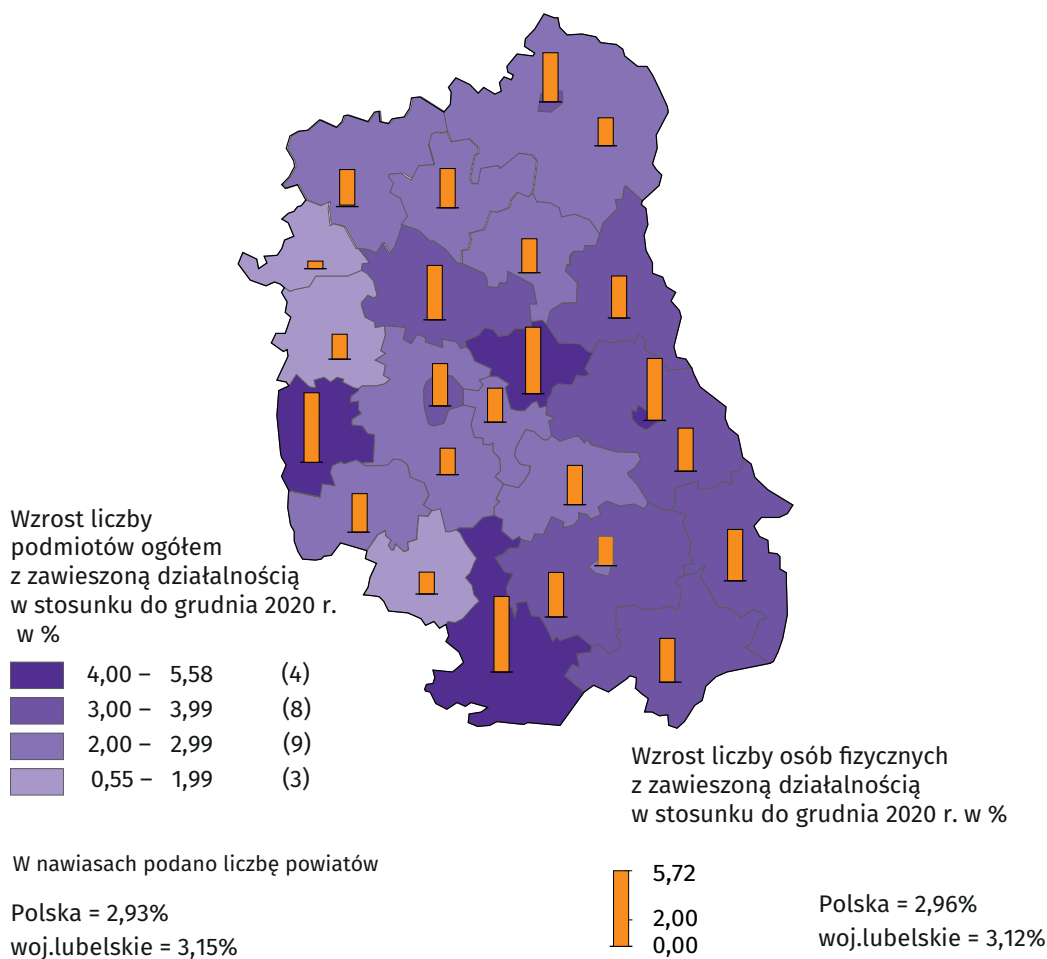 Wzrost liczby
podmiotów ogółem
z zawieszoną działalnością
w stosunku do grudnia 2020 r.
w %
4,00 – 5,58 (4)
3,00 – 3,99 (8)
2,00 – 2,99 (9)
0,55 – 1,99 (3)
W nawiasach podano liczbę powiatów
Polska = 2,93%
woj.lubelskie = 3,15%
Wzrost liczby osób fizycznych
z zawieszoną działalnością
w stosunku do grudnia 2020 r. w %
5,72
2,00
0,00
Polska = 2,96%
woj.lubelskie = 3,12%